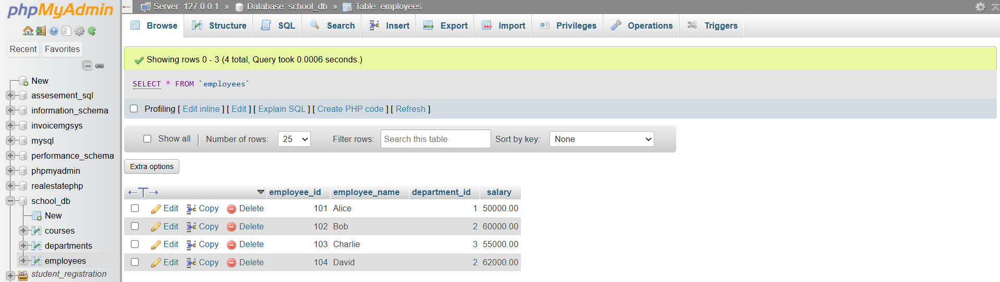 phpMyAdmin
Recent Favorites
New
assesement_sql
information_schema
invoicemgsys
mysql
performance_schema
phpmyadmin
realestatephp
school_db
New
courses
departments
employees
student_registration
Server: 127.0.0.1 » Database: school_db » Table: employees
Browse Structure SQL Search Insert Export Import Privileges Operations Triggers
Showing rows 0 - 3 (4 total, Query took 0.0006 seconds.)
SELECT * FROM `employees`
Profiling [ Edit inline ] [ Edit ] [ Explain SQL ] [ Create PHP code ] [ Refresh ]
Show all Number of rows: 25 Filter rows: Search this table Sort by key: None
Extra options
employee_id employee_name department_id salary
Edit Copy Delete 101 Alice 1 50000.00
Edit Copy Delete 102 Bob 2 60000.00
Edit Copy Delete 103 Charlie 3 55000.00
Edit Copy Delete 104 David 2 62000.00